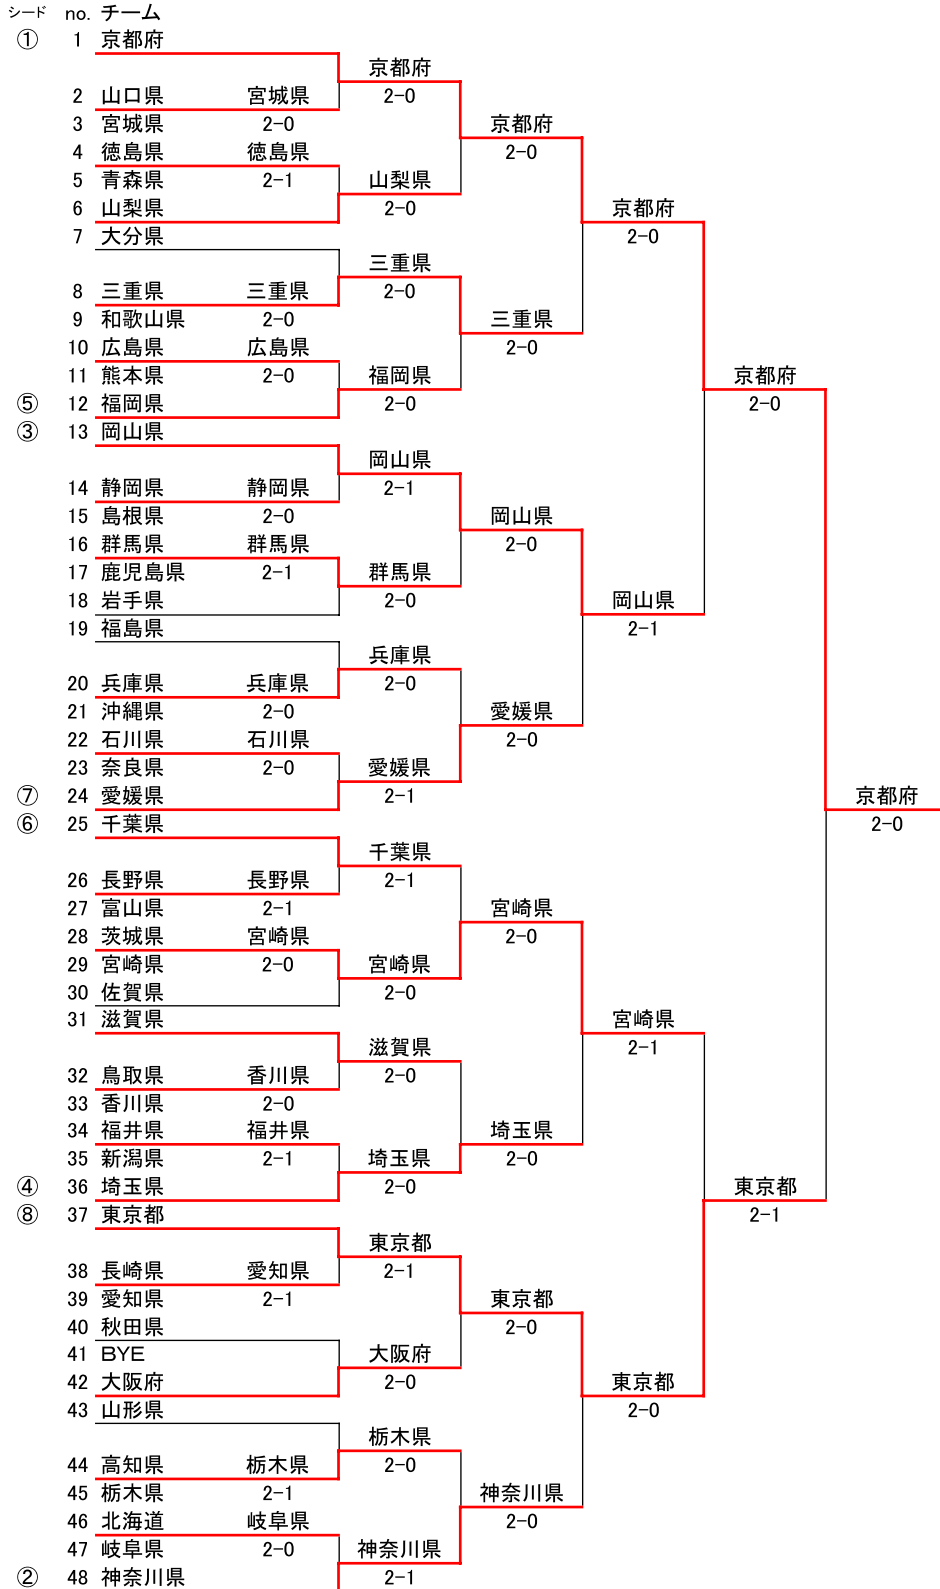 シード no. チーム
① 1 京都府
京都府
2 山口県 宮城県 2-0
3 宮城県 2-0 京都府
4 徳島県 徳島県 2-0
5 青森県 2-1 山梨県
6 山梨県 2-0 京都府
7 大分県 2-0
三重県
8 三重県 三重県 2-0
9 和歌山県 2-0 三重県
10 広島県 広島県 2-0
11 熊本県 2-0 福岡県 京都府
⑤ 12 福岡県 2-0 2-0
③ 13 岡山県
岡山県
14 静岡県 静岡県 2-1
15 島根県 2-0 岡山県
16 群馬県 群馬県 2-0
17 鹿児島県 2-1 群馬県
18 岩手県 2-0 岡山県
19 福島県 2-1
兵庫県
20 兵庫県 兵庫県 2-0
21 沖縄県 2-0 愛媛県
22 石川県 石川県 2-0
23 奈良県 2-0 愛媛県
⑦ 24 愛媛県 2-1 京都府
⑥ 25 千葉県 2-0
千葉県
26 長野県 長野県 2-1
27 富山県 2-1 宮崎県
28 茨城県 宮崎県 2-0
29 宮崎県 2-0 宮崎県
30 佐賀県 2-0
31 滋賀県 宮崎県
滋賀県 2-1
32 鳥取県 香川県 2-0
33 香川県 2-0
34 福井県 福井県 埼玉県
35 新潟県 2-1 埼玉県 2-0
④ 36 埼玉県 2-0 東京都
⑧ 37 東京都 2-1
東京都
38 長崎県 愛知県 2-1
39 愛知県 2-1 東京都
40 秋田県 2-0
41 BYE 大阪府
42 大阪府 2-0 東京都
43 山形県 2-0
栃木県
44 高知県 栃木県 2-0
45 栃木県 2-1 神奈川県
46 北海道 岐阜県 2-0
47 岐阜県 2-0 神奈川県
② 48 神奈川県 2-1